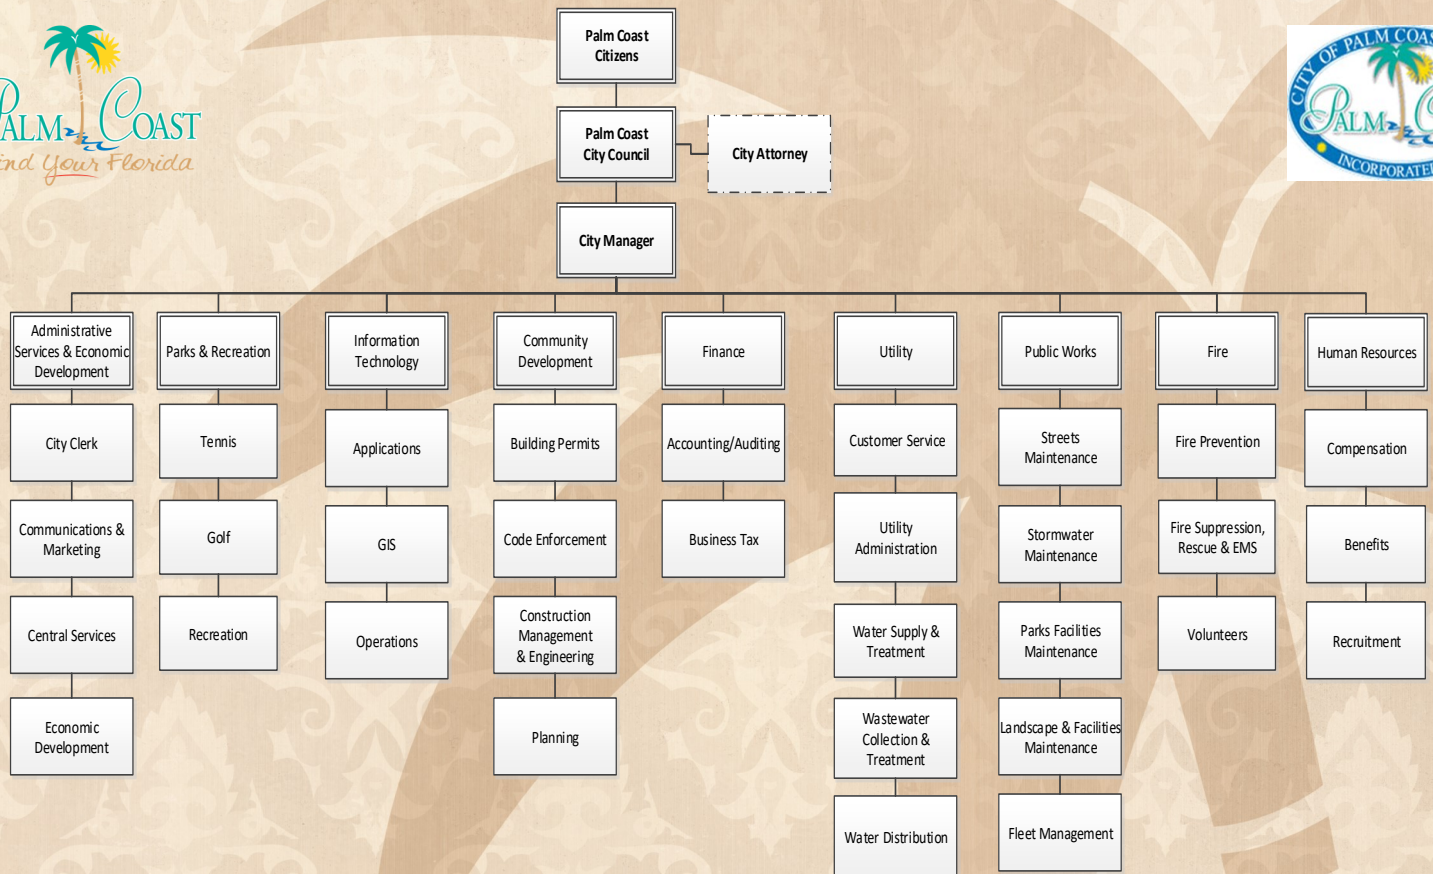 Palm Coast
Citizens
PALM COAST
Find Your Florida
CITY OF PALM COAST
PALM
INCORPORATED
Palm Coast
City Council
City Attorney
City Manager
Administrative
Services & Economic
Development
Parks & Recreation
Information
Technology
Community
Development
Finance
Utility
Public Works
Fire
Human Resources
City Clerk
Tennis
Applications
Building Permits
Accounting/Auditing
Customer Service
Streets
Maintenance
Fire Prevention
Compensation
Communications &
Marketing
Golf
GIS
Code Enforcement
Business Tax
Utility
Administration
Stormwater
Maintenance
Fire Suppression,
Rescue & EMS
Benefits
Central Services
Recreation
Operations
Construction
Management
& Engineering
Water Supply &
Treatment
Parks Facilities
Maintenance
Volunteers
Recruitment
Economic
Development
Planning
Wastewater
Collection &
Treatment
Landscape & Facilities
Maintenance
Water Distribution
Fleet Management